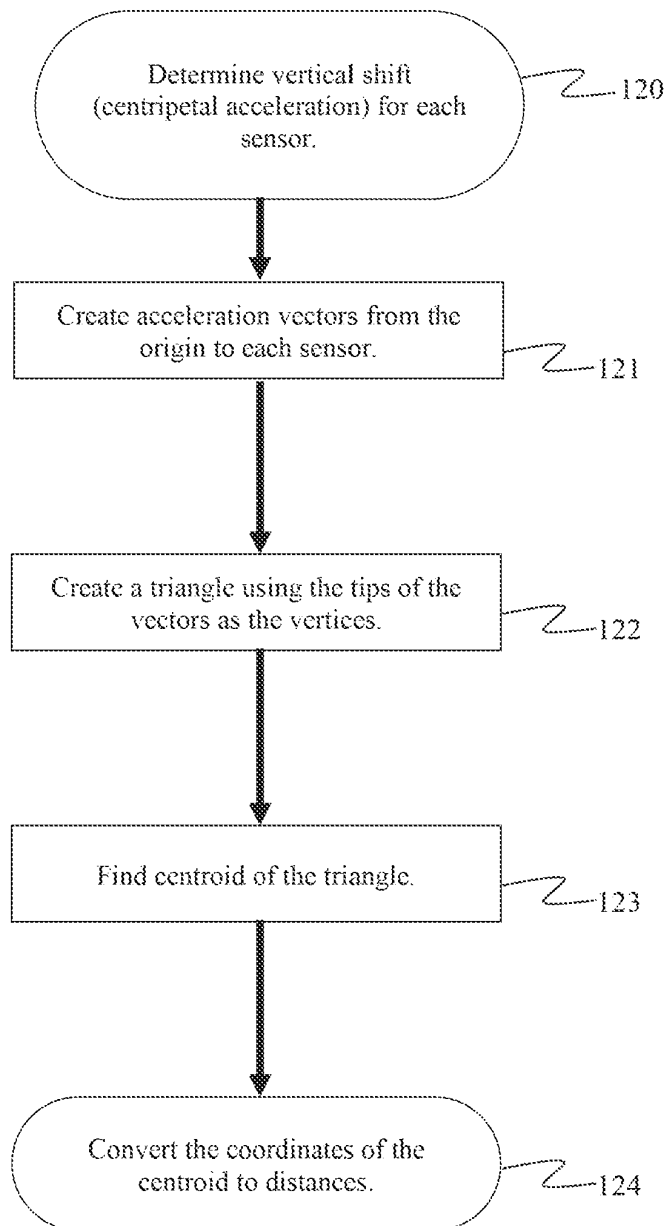 Determine vertical shift
(centripetal acceleration) for each
sensor.
120
Create acceleration vectors from the
origin to each sensor.
121
Create a triangle using the tips of the
vectors as the vertices.
122
Find centroid of the triangle.
123
Convert the coordinates of the
centroid to distances.
124